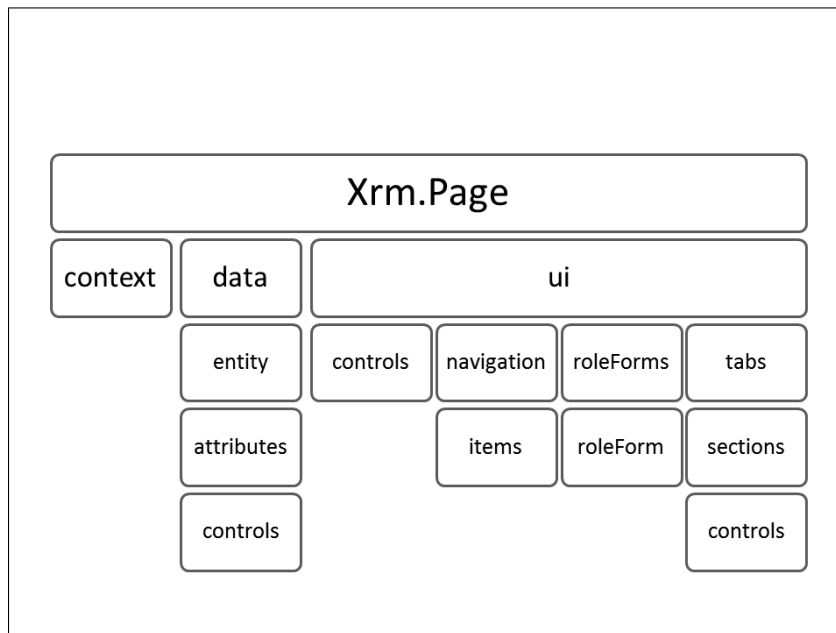 Xrm.Page
context data ui
entity controls navigation roleForms tabs
attributes items roleForm sections
controls controls